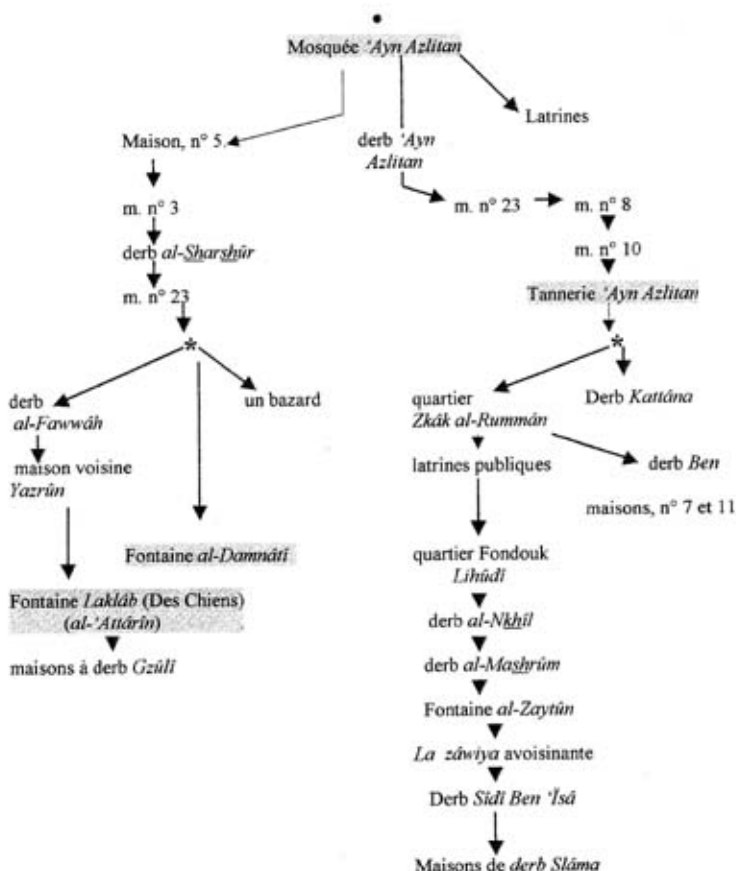 Mosquée ‘Ayn Azlitan
Latrines
Maison, n° 5.
derb ‘Ayn
Azlitan
m. n° 3
m. n° 23
m. n° 8
derb al-Sharshûr
m. n° 10
m. n° 23
Tannerie ‘Ayn Azlitan
*
*
derb
al-Fawwâh
un bazard
quartier
Zkâk al-Rummân
Derb Kattâna
maison voisine
Yazrûn
latrines publiques
derb Ben
maisons, n° 7 et 11
Fontaine al-Damnâtî
quartier Fondouk
Lihûdî
Fontaine Laklâb (Des Chiens)
(al-‘Attârîn)
derb al-Nkhîl
maisons à derb Gzûlî
derb al-Mashrûm
Fontaine al-Zaytûn
La zâwiya avoisinante
Derb Sîdî Ben ‘Îsâ
Maisons de derb Slâma